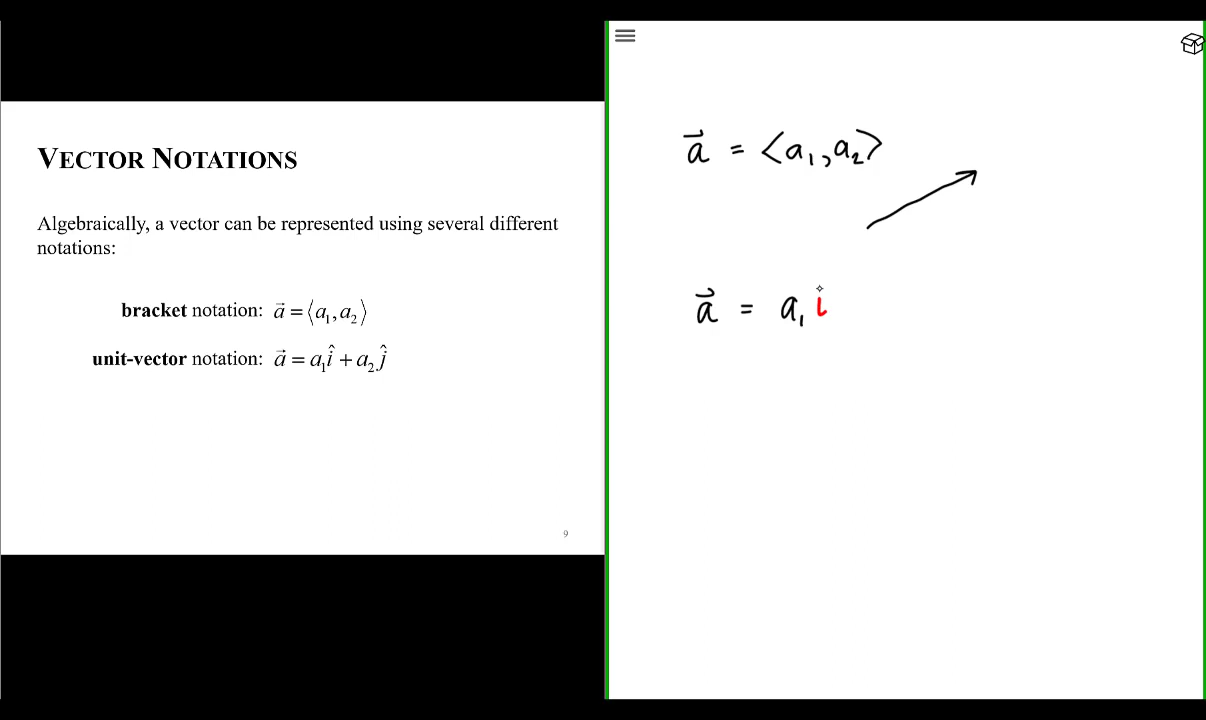 VECTOR NOTATIONS
Algebraically, a vector can be represented using several different
notations:
bracket notation: a⃗ = ⟨a₁, a₂⟩
unit-vector notation: a⃗ = a₁î + a₂ĵ
9
a⃗ = ⟨a₁, a₂⟩
a⃗ = a₁ i